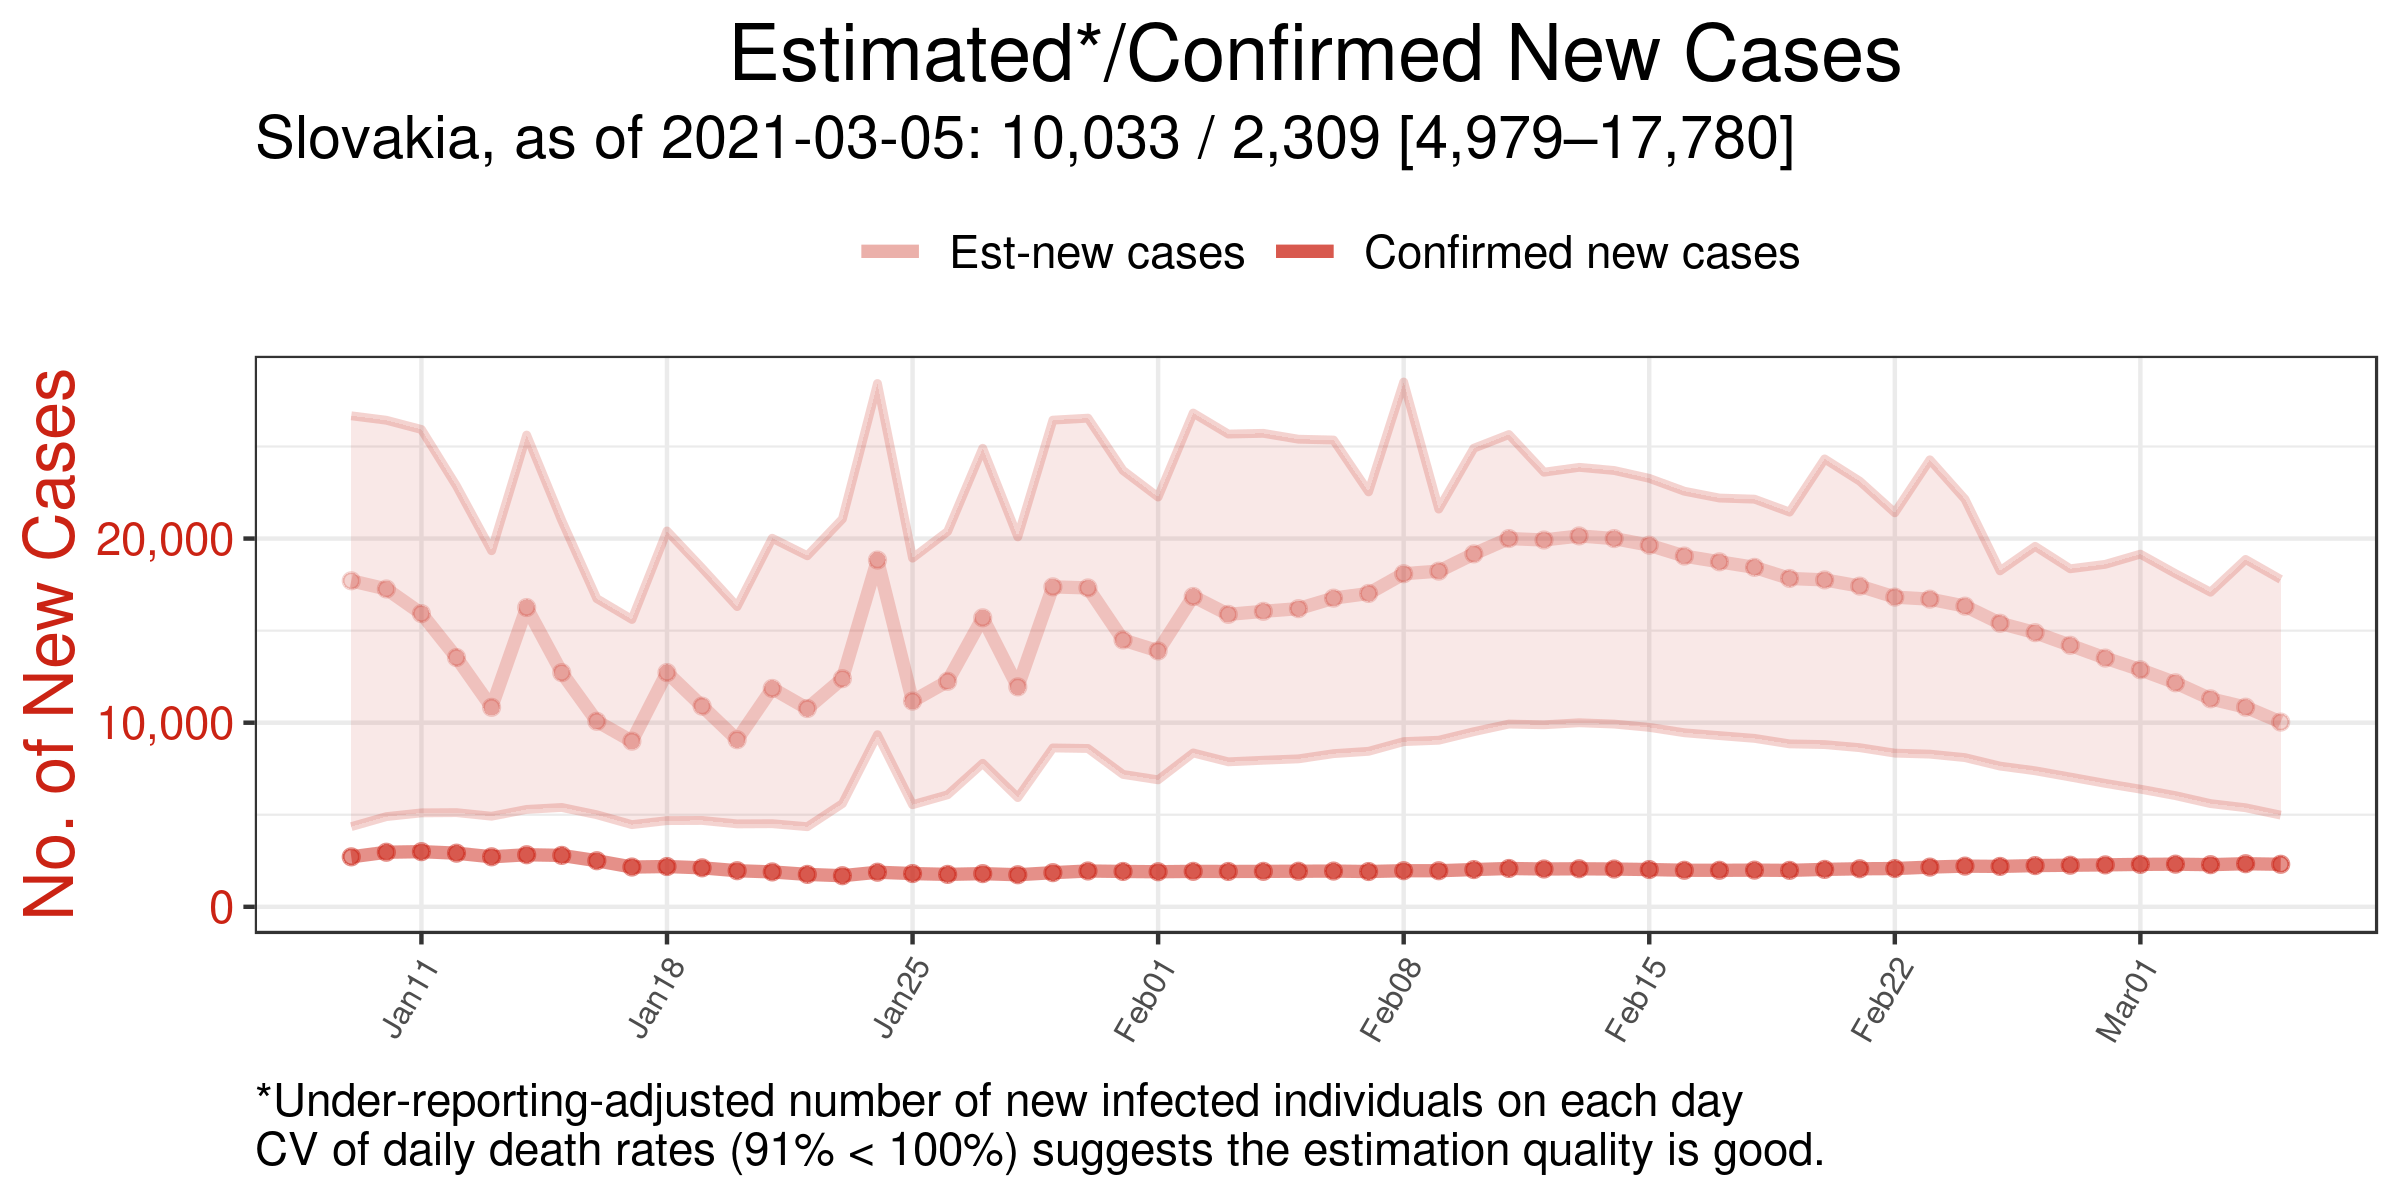 Estimated*/Confirmed New Cases
Slovakia, as of 2021-03-05: 10,033 / 2,309 [4,979–17,780]
Est-new cases
Confirmed new cases
No. of New Cases
20,000
10,000
0
Jan11
Jan18
Jan25
Feb01
Feb08
Feb15
Feb22
Mar01
*Under-reporting-adjusted number of new infected individuals on each day
CV of daily death rates (91% < 100%) suggests the estimation quality is good.